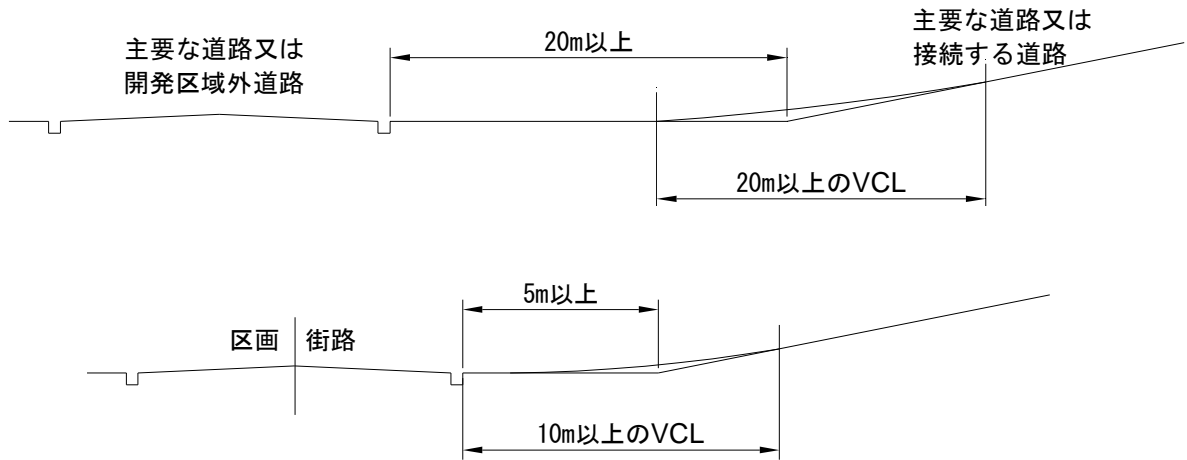 主要な道路又は
開発区域外道路
20m以上
主要な道路又は
接続する道路
20m以上のVCL
区画 街路
5m以上
10m以上のVCL